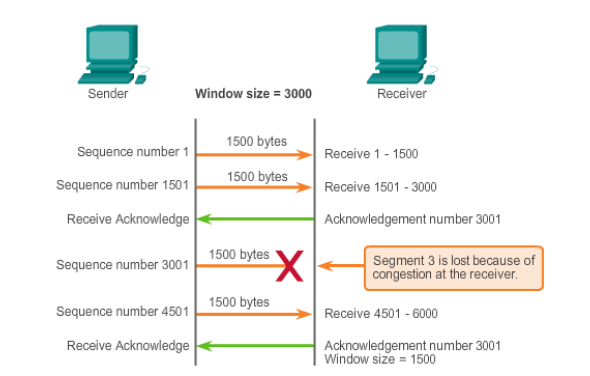 Sender
Window size = 3000
Receiver
1500 bytes
Sequence number 1
Receive 1 - 1500
1500 bytes
Sequence number 1501
Receive 1501 - 3000
Receive Acknowledge
Acknowledgement number 3001
1500 bytes
Sequence number 3001
X
Segment 3 is lost because of
congestion at the receiver.
1500 bytes
Sequence number 4501
Receive 4501 - 6000
Receive Acknowledge
Acknowledgement number 3001
Window size = 1500